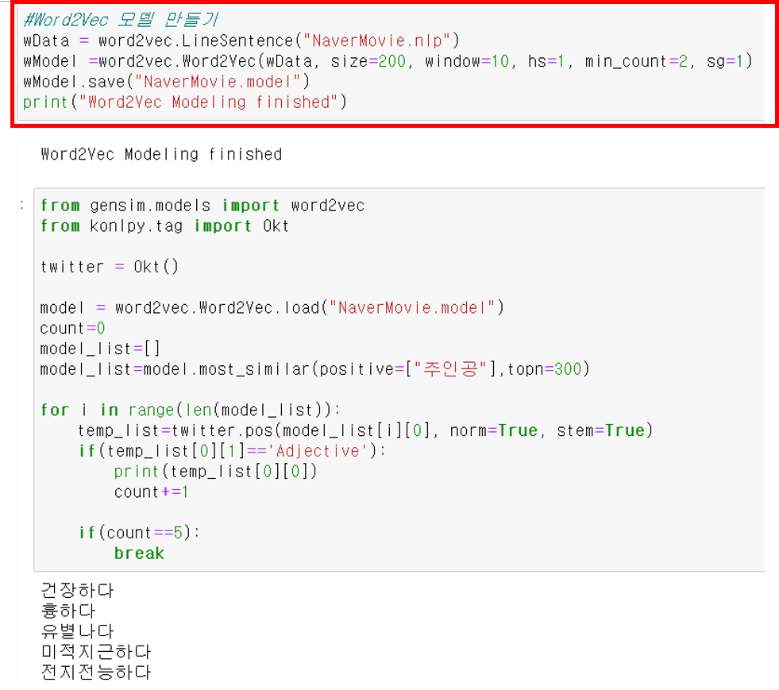 #Word2Vec 모델 만들기
wData = word2vec.LineSentence("NaverMovie.nlp")
wModel =word2vec.Word2Vec(wData, size=200, window=10, hs=1, min_count=2, sg=1)
wModel.save("NaverMovie.model")
print("Word2Vec Modeling finished")
Word2Vec Modeling finished
:
from gensim.models import word2vec
from konlpy.tag import Okt
twitter = Okt()
model = word2vec.Word2Vec.load("NaverMovie.model")
count=0
model_list=[]
model_list=model.most_similar(positive=["주인공"],topn=300)
for i in range(len(model_list)):
temp_list=twitter.pos(model_list[i][0], norm=True, stem=True)
if(temp_list[0][1]=='Adjective'):
print(temp_list[0][0])
count+=1
if(count==5):
break
건장하다
흉하다
유별나다
미적지근하다
전지전능하다